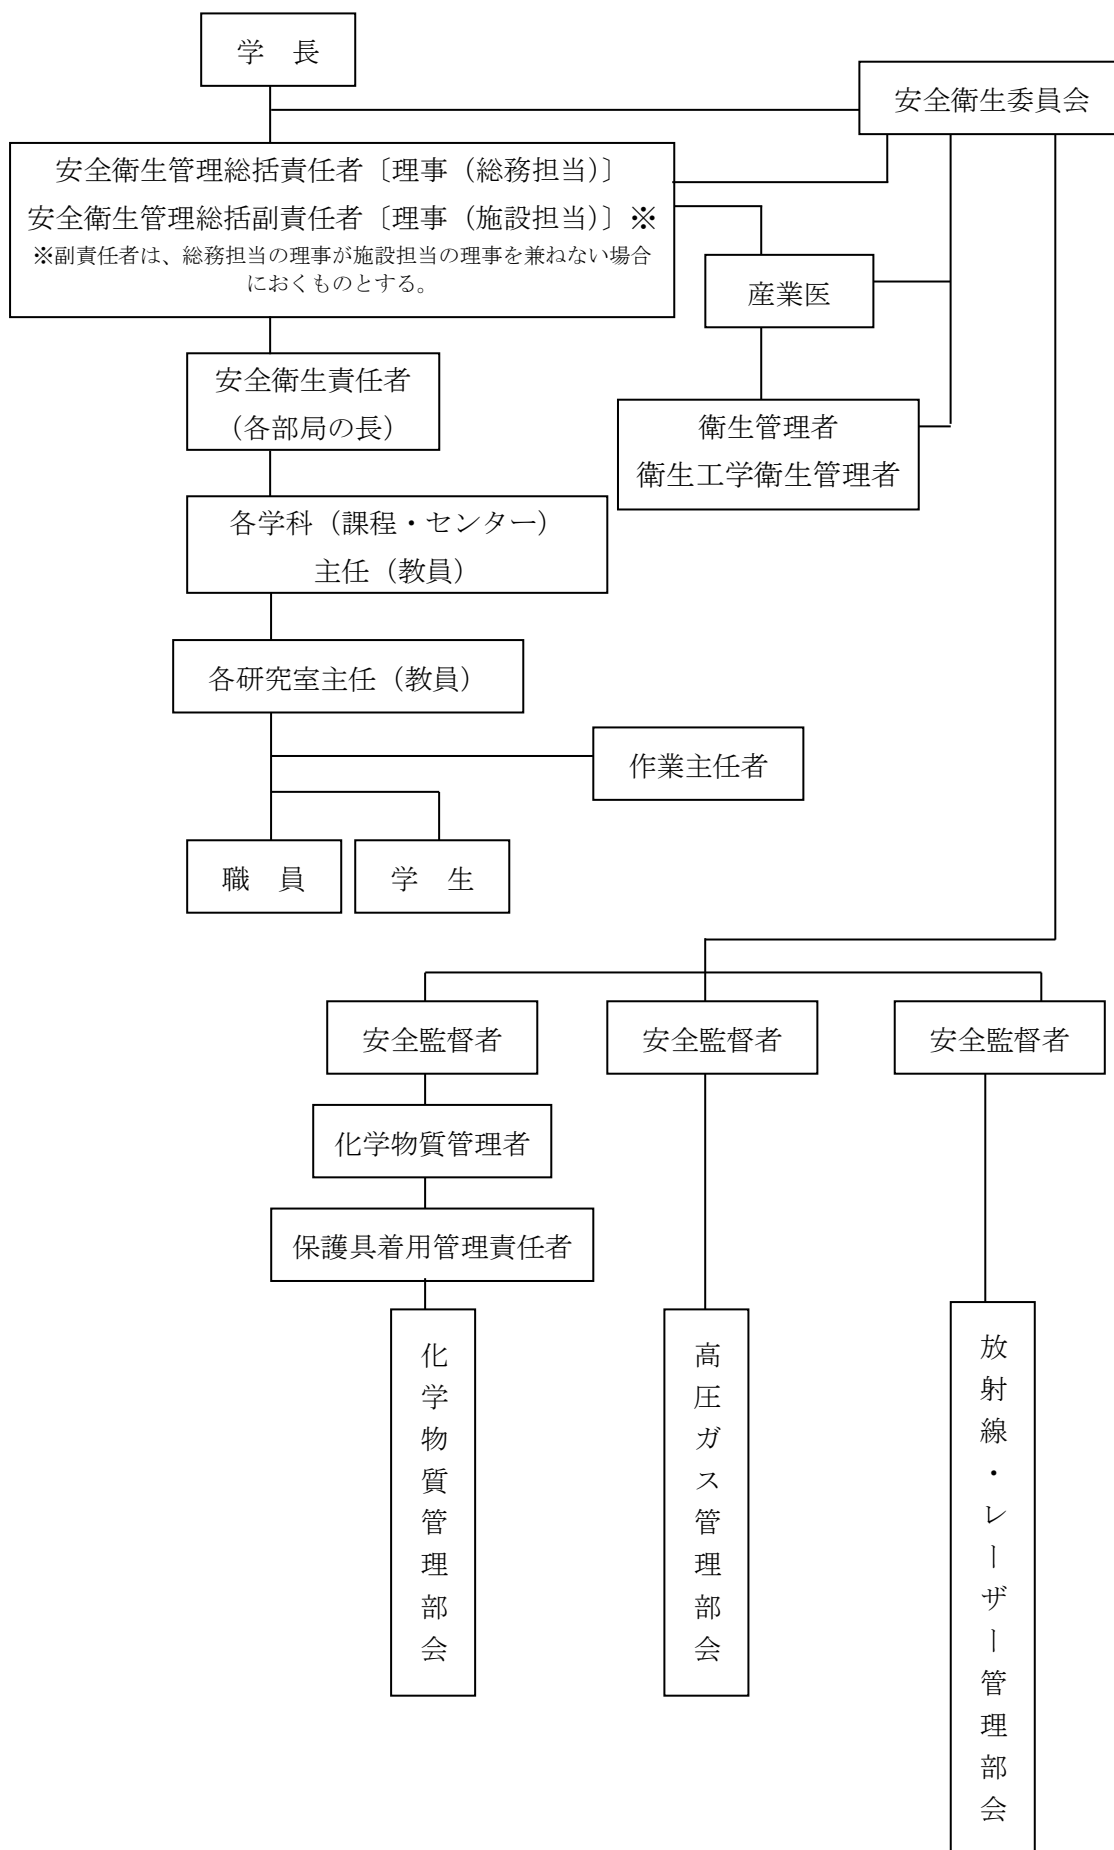 学　長
安全衛生委員会
安全衛生管理総括責任者〔理事（総務担当）〕
安全衛生管理総括副責任者〔理事（施設担当）〕※
※副責任者は、総務担当の理事が施設担当の理事を兼ねない場合
におくものとする。
産業医
安全衛生責任者
（各部局の長）
衛生管理者
衛生工学衛生管理者
各学科（課程・センター）
主任（教員）
各研究室主任（教員）
作業主任者
職　員
学　生
安全監督者
安全監督者
安全監督者
化学物質管理者
保護具着用管理責任者
化学物質管理部会
高圧ガス管理部会
放射線・レーザー管理部会